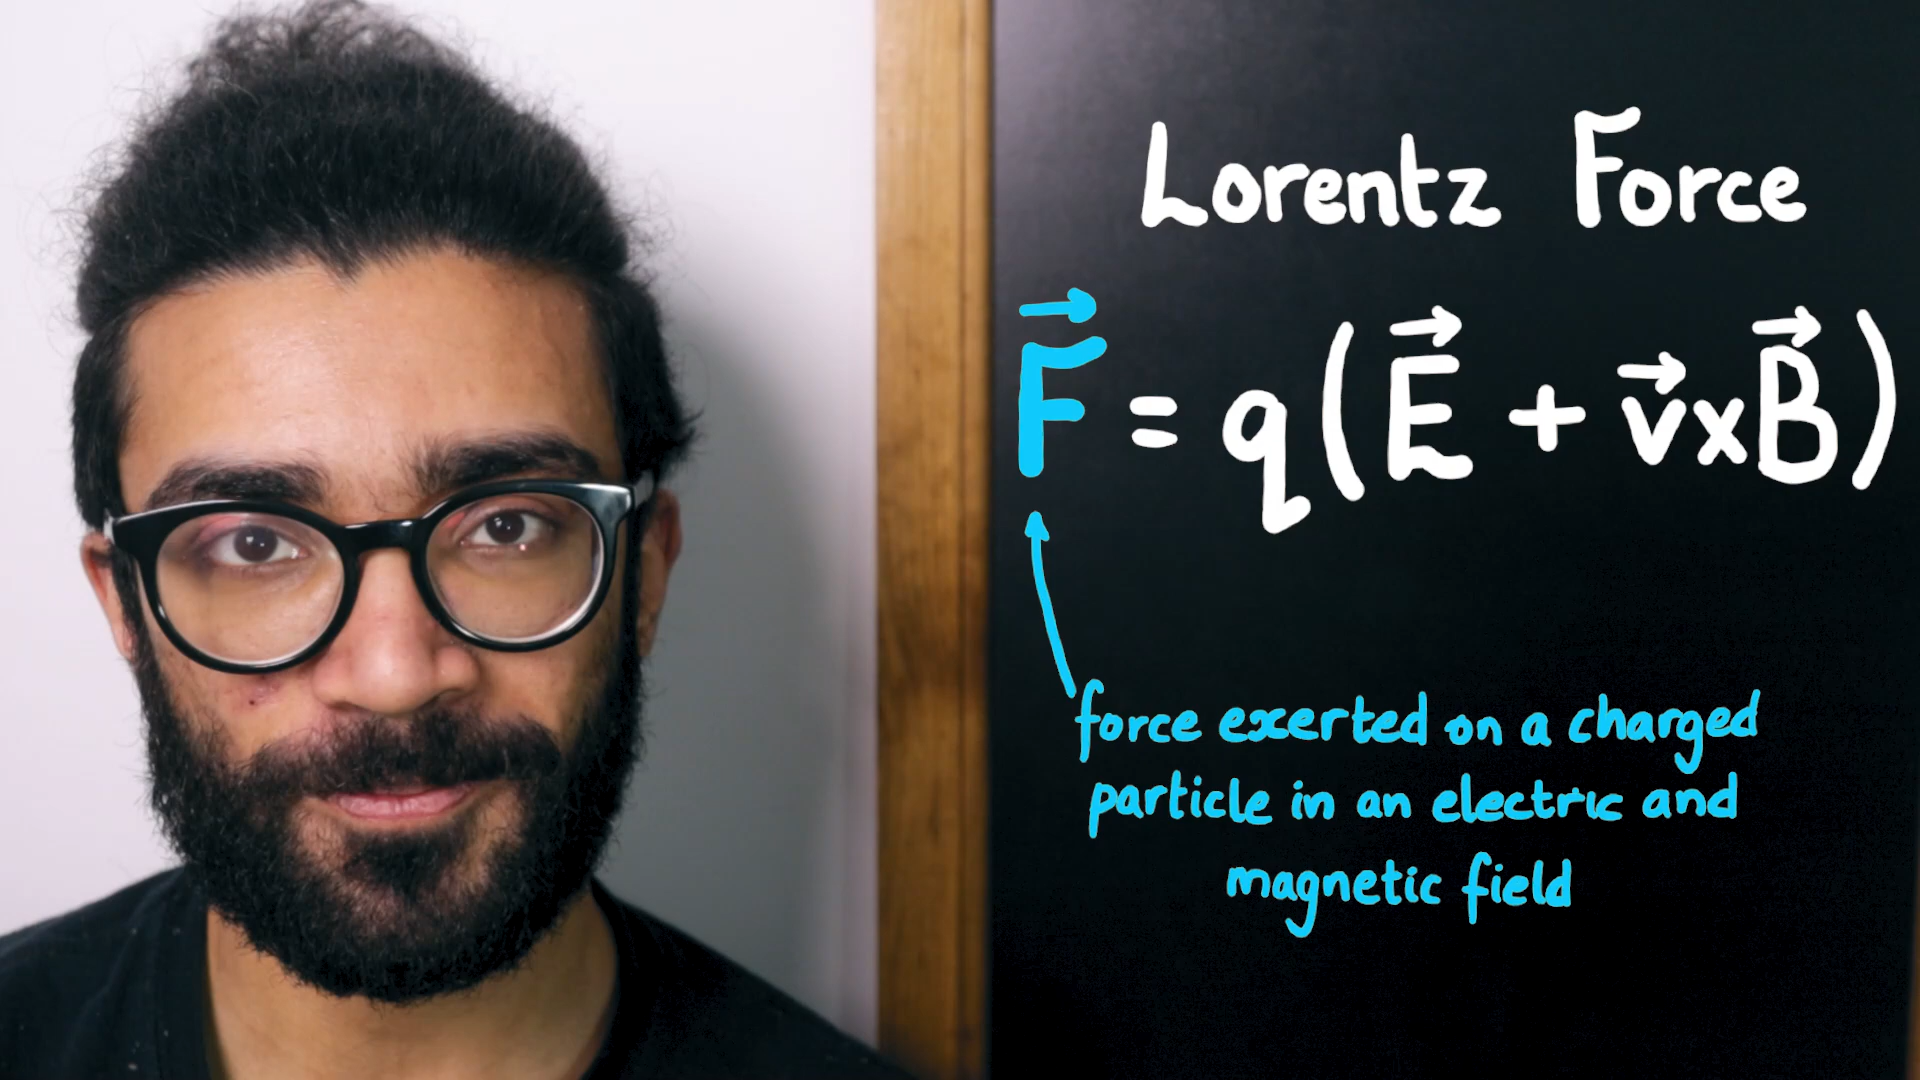 Lorentz Force
F⃗ = q(E⃗ + v⃗xB⃗)
force exerted on a charged
particle in an electric and
magnetic field